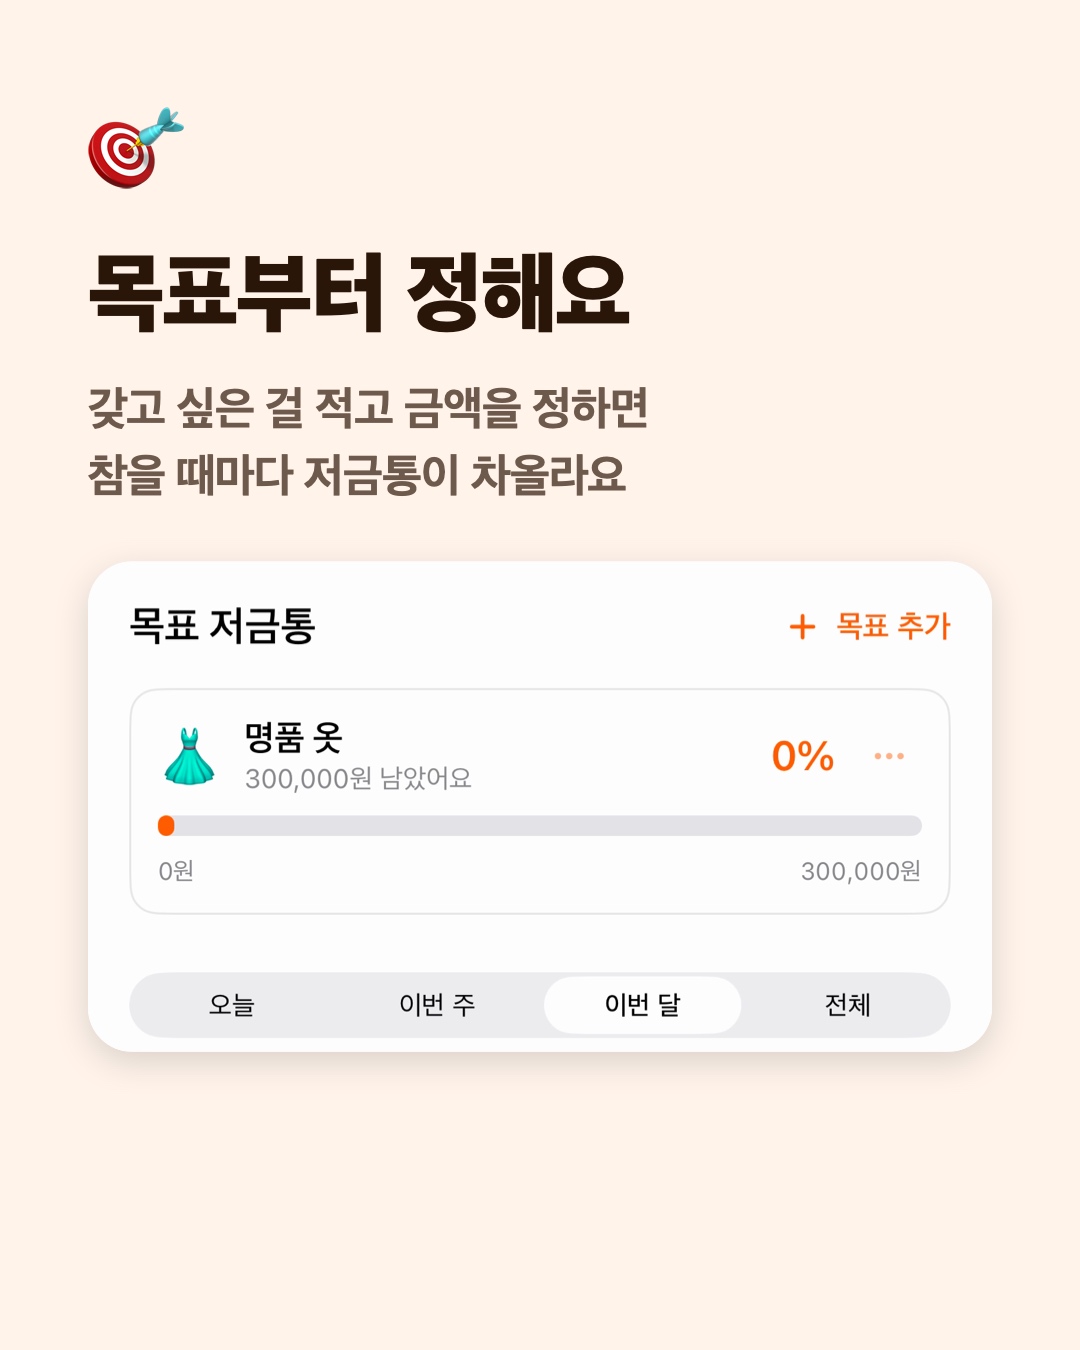 목표부터 정해요
갖고 싶은 걸 적고 금액을 정하면
참을 때마다 저금통이 차올라요
목표 저금통
+ 목표 추가
명품 옷
300,000원 남았어요
0%
0원
300,000원
오늘
이번 주
이번 달
전체